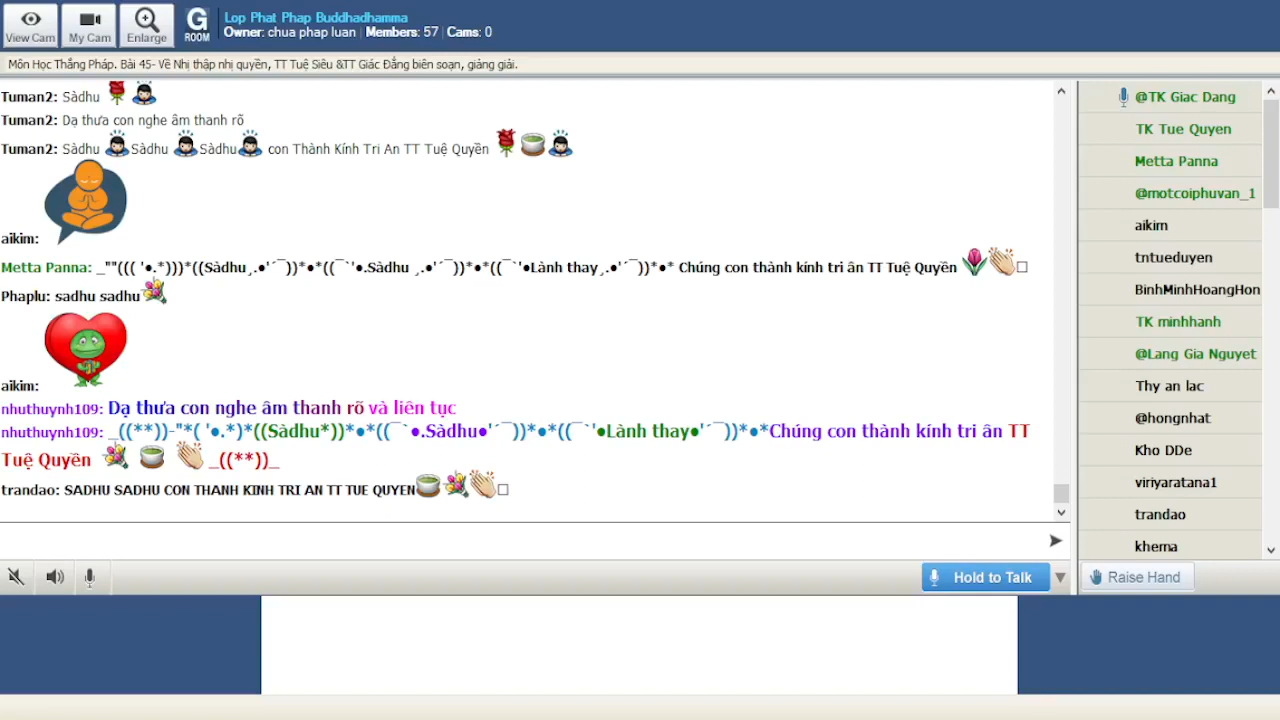 View Cam
My Cam
Enlarge
G
ROOM
Lop Phat Phap Buddhadhamma
Owner: chua phap luan | Members: 57 | Cams: 0
Môn Học Thắng Pháp. Bài 45- Về Nhị thập nhị quyền, TT Tuệ Siêu &TT Giác Đẳng biên soạn, giảng giải.
Tuman2: Sàdhu
Tuman2: Dạ thưa con nghe âm thanh rõ
Tuman2: Sàdhu Sàdhu Sàdhu con Thành Kính Tri Ân TT Tuệ Quyền
aikim:
Metta Panna: _""((( '●.*)))*((Sàdhu¸.●'´¯))*●*((¯`'●.Sàdhu ¸.●'´¯))*●*((¯`'●Lành thay¸.●'´¯))*●* Chúng con thành kính tri ân TT Tuệ Quyền
Phaplu: sadhu sadhu
aikim:
nhuthuynh109: Dạ thưa con nghe âm thanh rõ và liên tục
nhuthuynh109: _((**))-"*( '●.*)*((Sàdhu*))*●*((¯`●.Sàdhu●'´¯))*●*((¯`'●Lành thay●'´¯))*●*Chúng con thành kính tri ân TT
Tuệ Quyền _((**))_
trandao: SADHU SADHU CON THANH KINH TRI AN TT TUE QUYEN
Hold to Talk
@TK Giac Dang
TK Tue Quyen
Metta Panna
@motcoiphuvan_1
aikim
tntueduyen
BinhMinhHoangHon
TK minhhanh
@Lang Gia Nguyet
Thy an lac
@hongnhat
Kho DDe
viriyaratana1
trandao
khema
Raise Hand